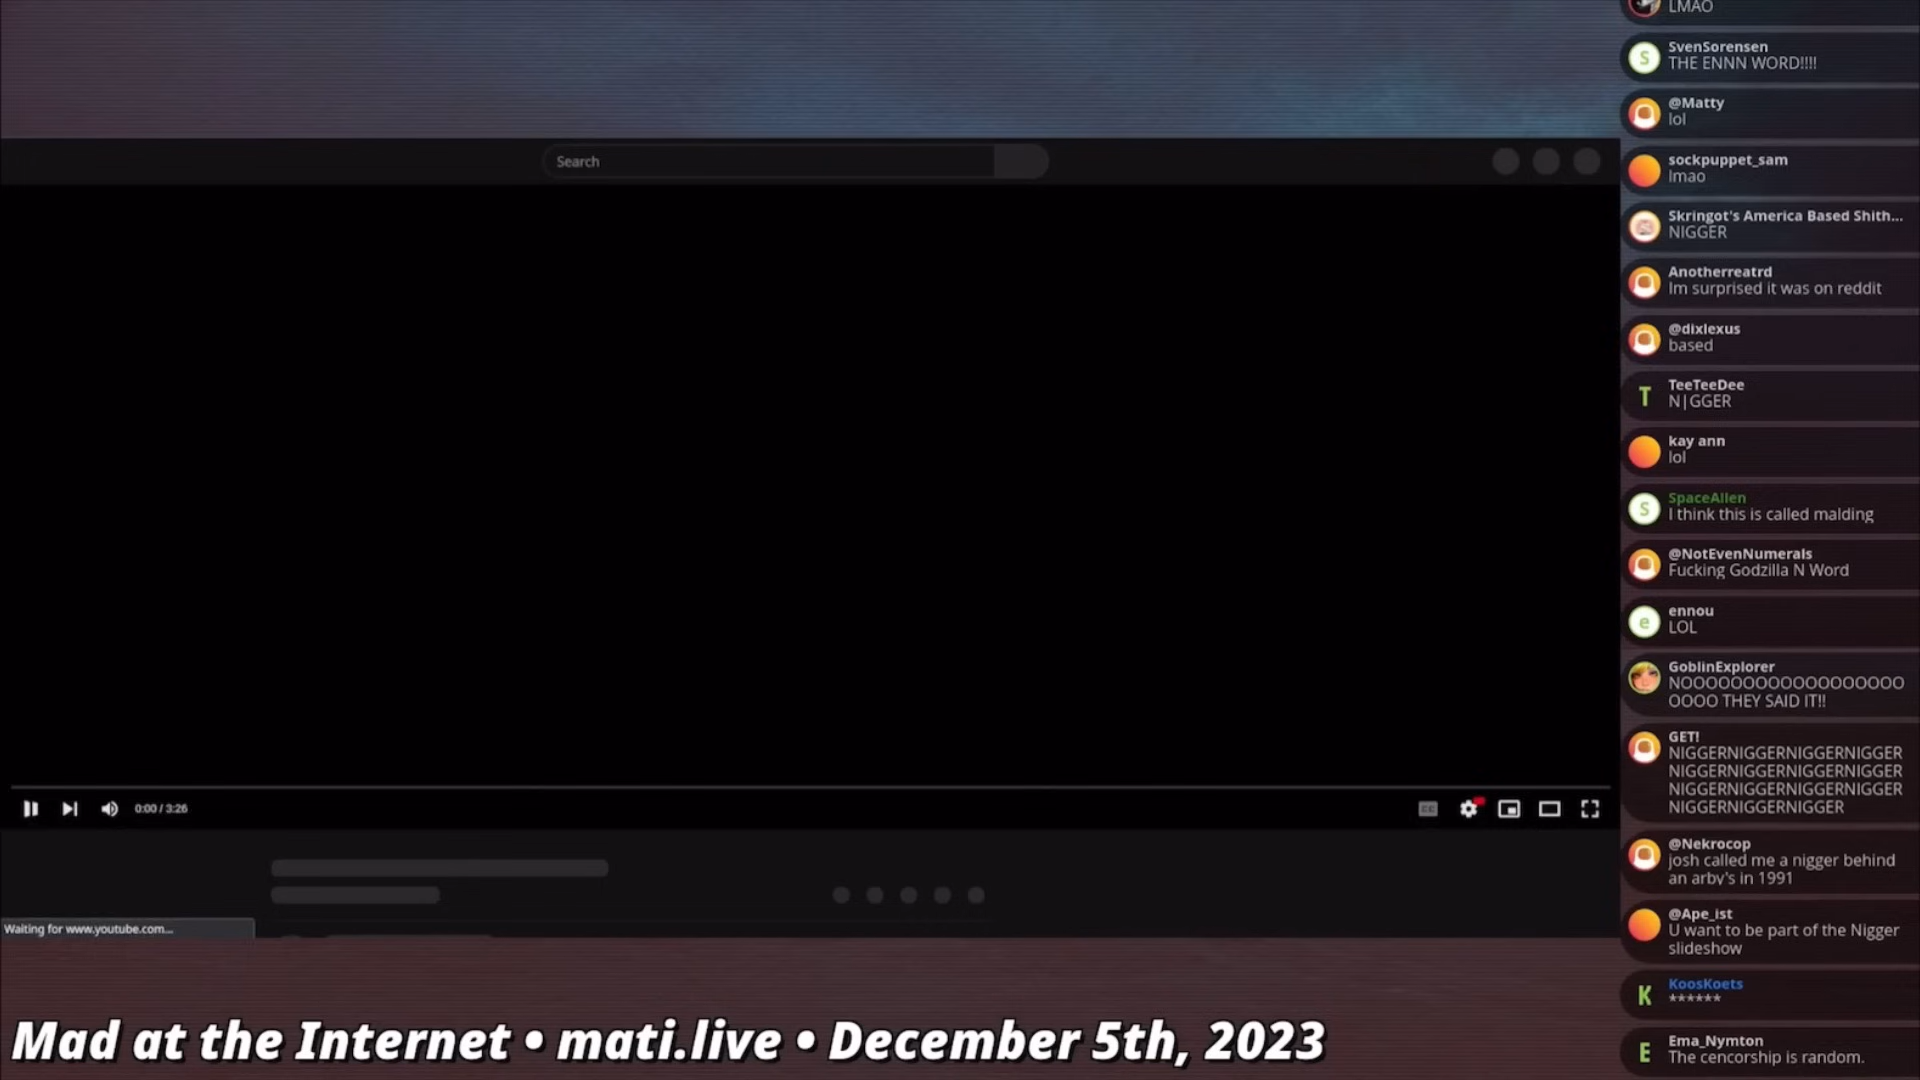 LMAO
SvenSorensen
THE ENNN WORD!!!!
@Matty
lol
sockpuppet_sam
lmao
Skringot's America Based Shith...
NIGGER
Anotherreatrd
Im surprised it was on reddit
@dixlexus
based
TeeTeeDee
N|GGER
kay ann
lol
SpaceAllen
I think this is called malding
@NotEvenNumerals
Fucking Godzilla N Word
ennou
LOL
GoblinExplorer
NOOOOOOOOOOOOOOOOOO
OOOO THEY SAID IT!!
GET!
NIGGERNIGGERNIGGERNIGGER
NIGGERNIGGERNIGGERNIGGER
NIGGERNIGGERNIGGERNIGGER
NIGGERNIGGERNIGGER
@Nekrocop
josh called me a nigger behind
an arby's in 1991
@Ape_ist
U want to be part of the Nigger
slideshow
KoosKoets
******
Ema_Nymton
The cencorship is random.
Search
0:00 / 3:26
Waiting for www.youtube.com...
Mad at the Internet • mati.live • December 5th, 2023